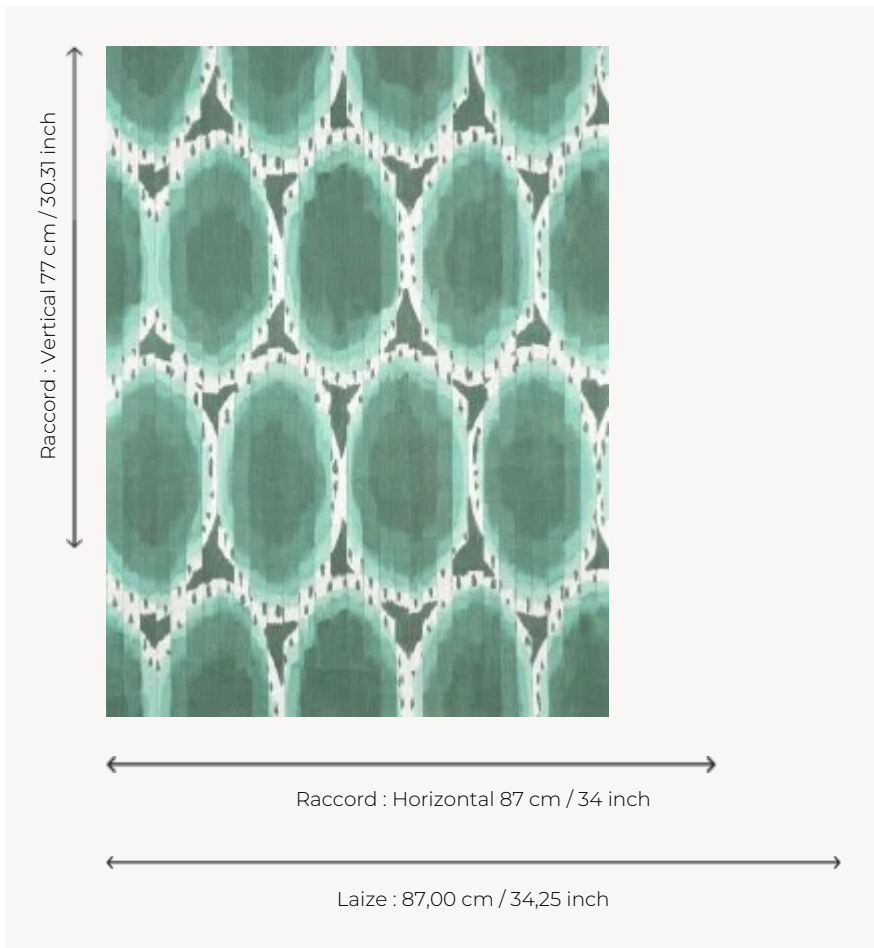 Raccord : Vertical 77 cm / 30.31 inch
Raccord : Horizontal 87 cm / 34 inch
Laize : 87,00 cm / 34,25 inch